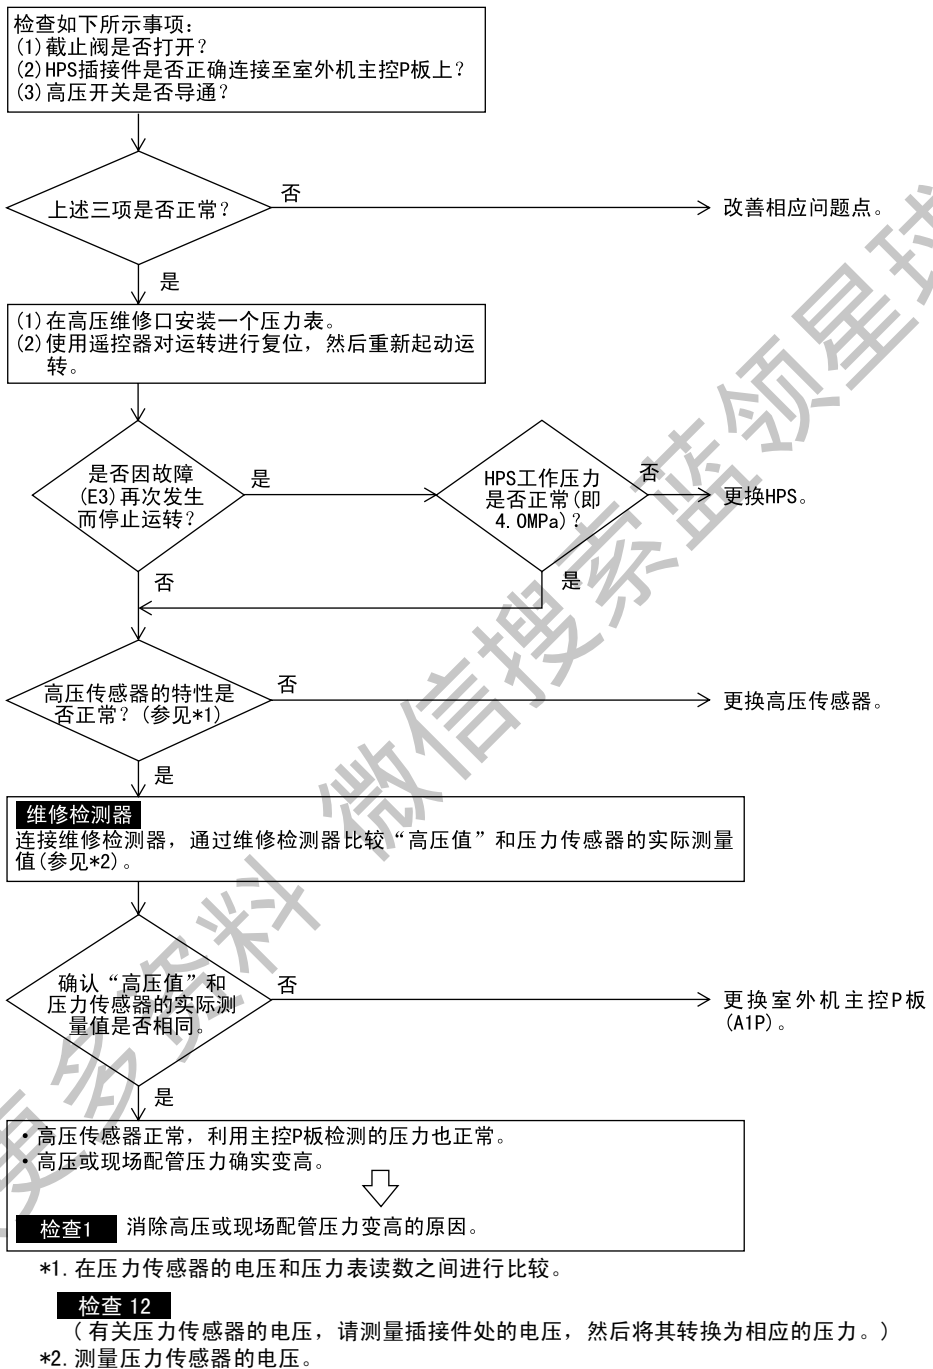 检查如下所示事项：
(1)截止阀是否打开？
(2)HPS插接件是否正确连接至室外机主控P板上？
(3)高压开关是否导通？
上述三项是否正常？
否
改善相应问题点。
是
(1)在高压维修口安装一个压力表。
(2)使用遥控器对运转进行复位，然后重新起动运
转。
是否因故障
(E3)再次发生
而停止运转？
是
HPS工作压力
是否正常(即
4.0MPa)？
否
更换HPS。
否
是
高压传感器的特性是
否正常？(参见*1)
否
更换高压传感器。
是
维修检测器
连接维修检测器，通过维修检测器比较“高压值”和压力传感器的实际测量
值(参见*2)。
确认“高压值”和
压力传感器的实际测
量值是否相同。
否
更换室外机主控P板
(A1P)。
是
·高压传感器正常，利用主控P板检测的压力也正常。
·高压或现场配管压力确实变高。
检查1 消除高压或现场配管压力变高的原因。
*1.在压力传感器的电压和压力表读数之间进行比较。
检查 12
(有关压力传感器的电压，请测量插接件处的电压，然后将其转换为相应的压力。)
*2.测量压力传感器的电压。
更多资料 微信搜索蓝领星球